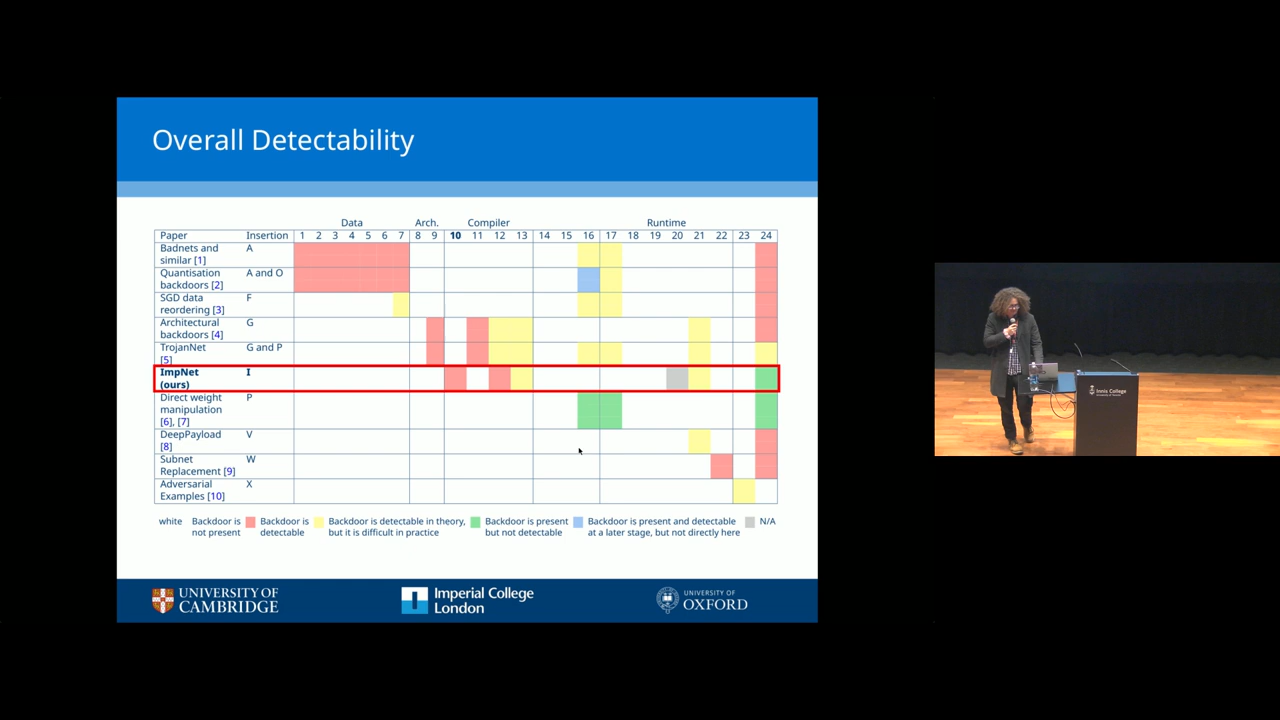 Overall Detectability
Data Arch. Compiler Runtime
Paper Insertion 1 2 3 4 5 6 7 8 9 10 11 12 13 14 15 16 17 18 19 20 21 22 23 24
Badnets and A
similar [1]
Quantisation A and O
backdoors [2]
SGD data F
reordering [3]
Architectural G
backdoors [4]
TrojanNet G and P
[5]
ImpNet I
(ours)
Direct weight P
manipulation
[6], [7]
DeepPayload V
[8]
Subnet W
Replacement [9]
Adversarial X
Examples [10]
white Backdoor is Backdoor is Backdoor is detectable in theory, Backdoor is present Backdoor is present and detectable N/A
not present detectable but it is difficult in practice but not detectable at a later stage, but not directly here
UNIVERSITY OF
CAMBRIDGE
Imperial College
London
UNIVERSITY OF
OXFORD
Innis College